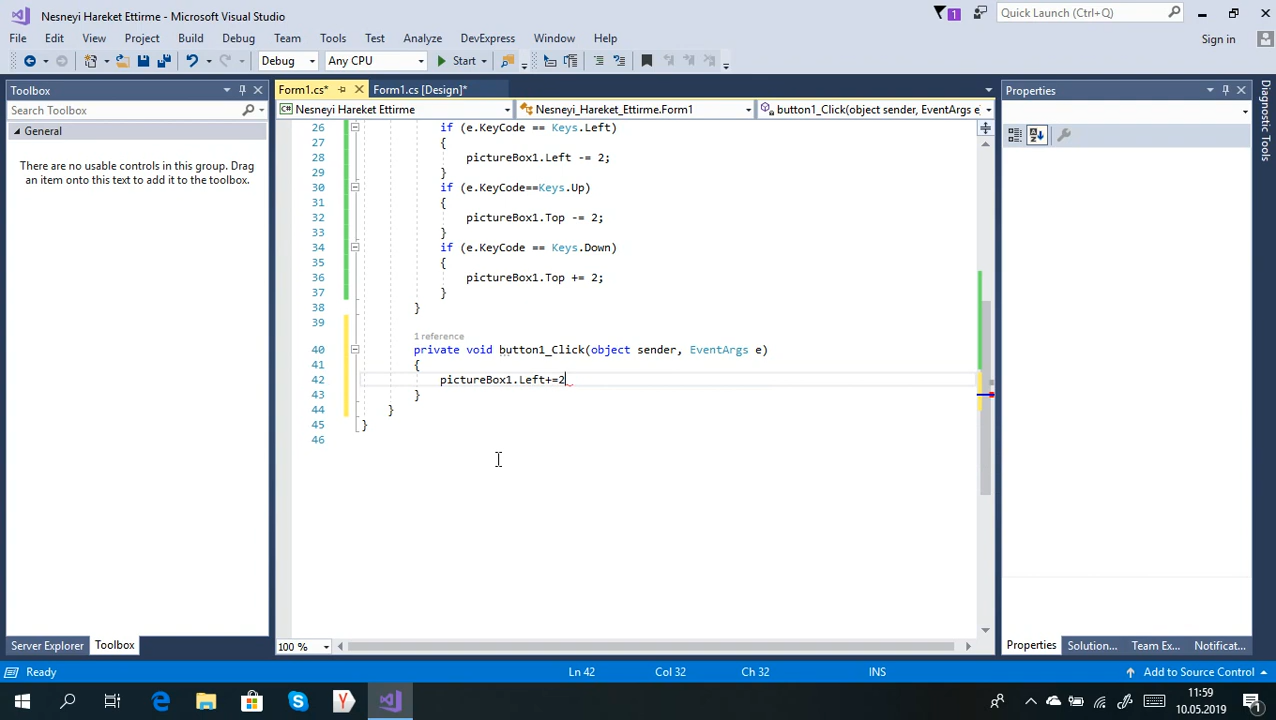 Nesneyi Hareket Ettirme - Microsoft Visual Studio
1
Quick Launch (Ctrl+Q)
File Edit View Project Build Debug Team Tools Test Analyze DevExpress Window Help
Sign in
Debug Any CPU Start
Toolbox
Search Toolbox
General
There are no usable controls in this group. Drag
an item onto this text to add it to the toolbox.
Server Explorer Toolbox
Form1.cs* Form1.cs [Design]*
Nesneyi Hareket Ettirme Nesneyi_Hareket_Ettirme.Form1 button1_Click(object sender, EventArgs e
26 if (e.KeyCode == Keys.Left)
27 {
28 pictureBox1.Left -= 2;
29 }
30 if (e.KeyCode==Keys.Up)
31 {
32 pictureBox1.Top -= 2;
33 }
34 if (e.KeyCode == Keys.Down)
35 {
36 pictureBox1.Top += 2;
37 }
38 }
39
1 reference
40 private void button1_Click(object sender, EventArgs e)
41 {
42 pictureBox1.Left+=2
43 }
44 }
45 }
46
100 %
Properties
Properties Solution... Team Ex... Notificat...
Diagnostic Tools
Ready Ln 42 Col 32 Ch 32 INS Add to Source Control
11:59
10.05.2019
1